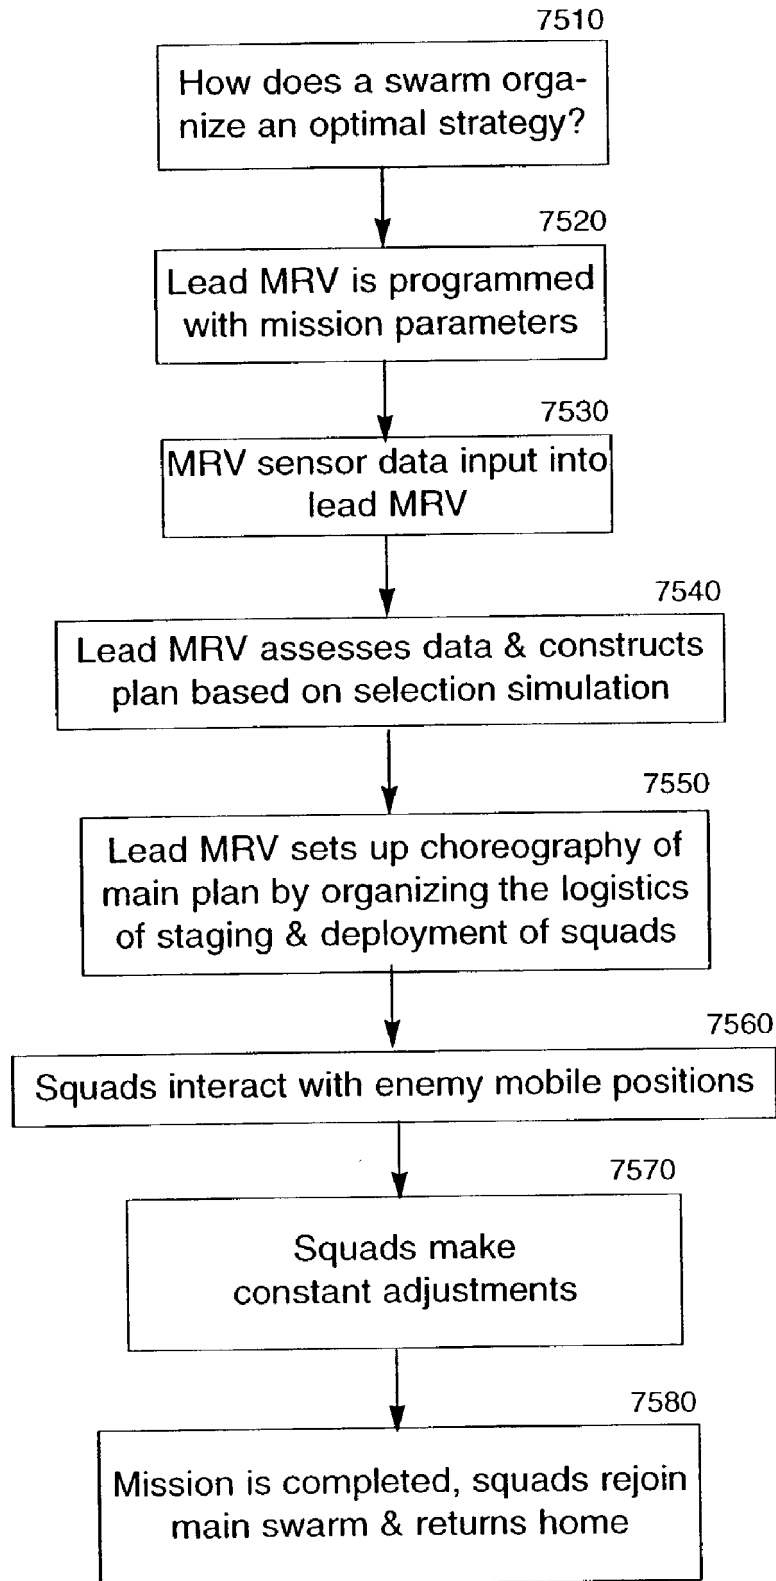 7510
How does a swarm orga-
nize an optimal strategy?
7520
Lead MRV is programmed
with mission parameters
7530
MRV sensor data input into
lead MRV
7540
Lead MRV assesses data & constructs
plan based on selection simulation
7550
Lead MRV sets up choreography of
main plan by organizing the logistics
of staging & deployment of squads
7560
Squads interact with enemy mobile positions
7570
Squads make
constant adjustments
7580
Mission is completed, squads rejoin
main swarm & returns home